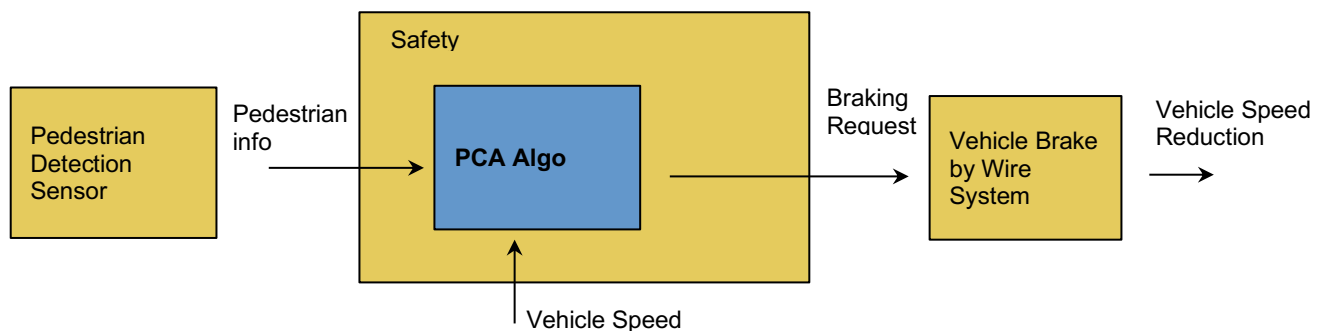 Safety
Pedestrian
Detection
Sensor
Pedestrian
info
PCA Algo
Vehicle Speed
Braking
Request
Vehicle Brake
by Wire
System
Vehicle Speed
Reduction